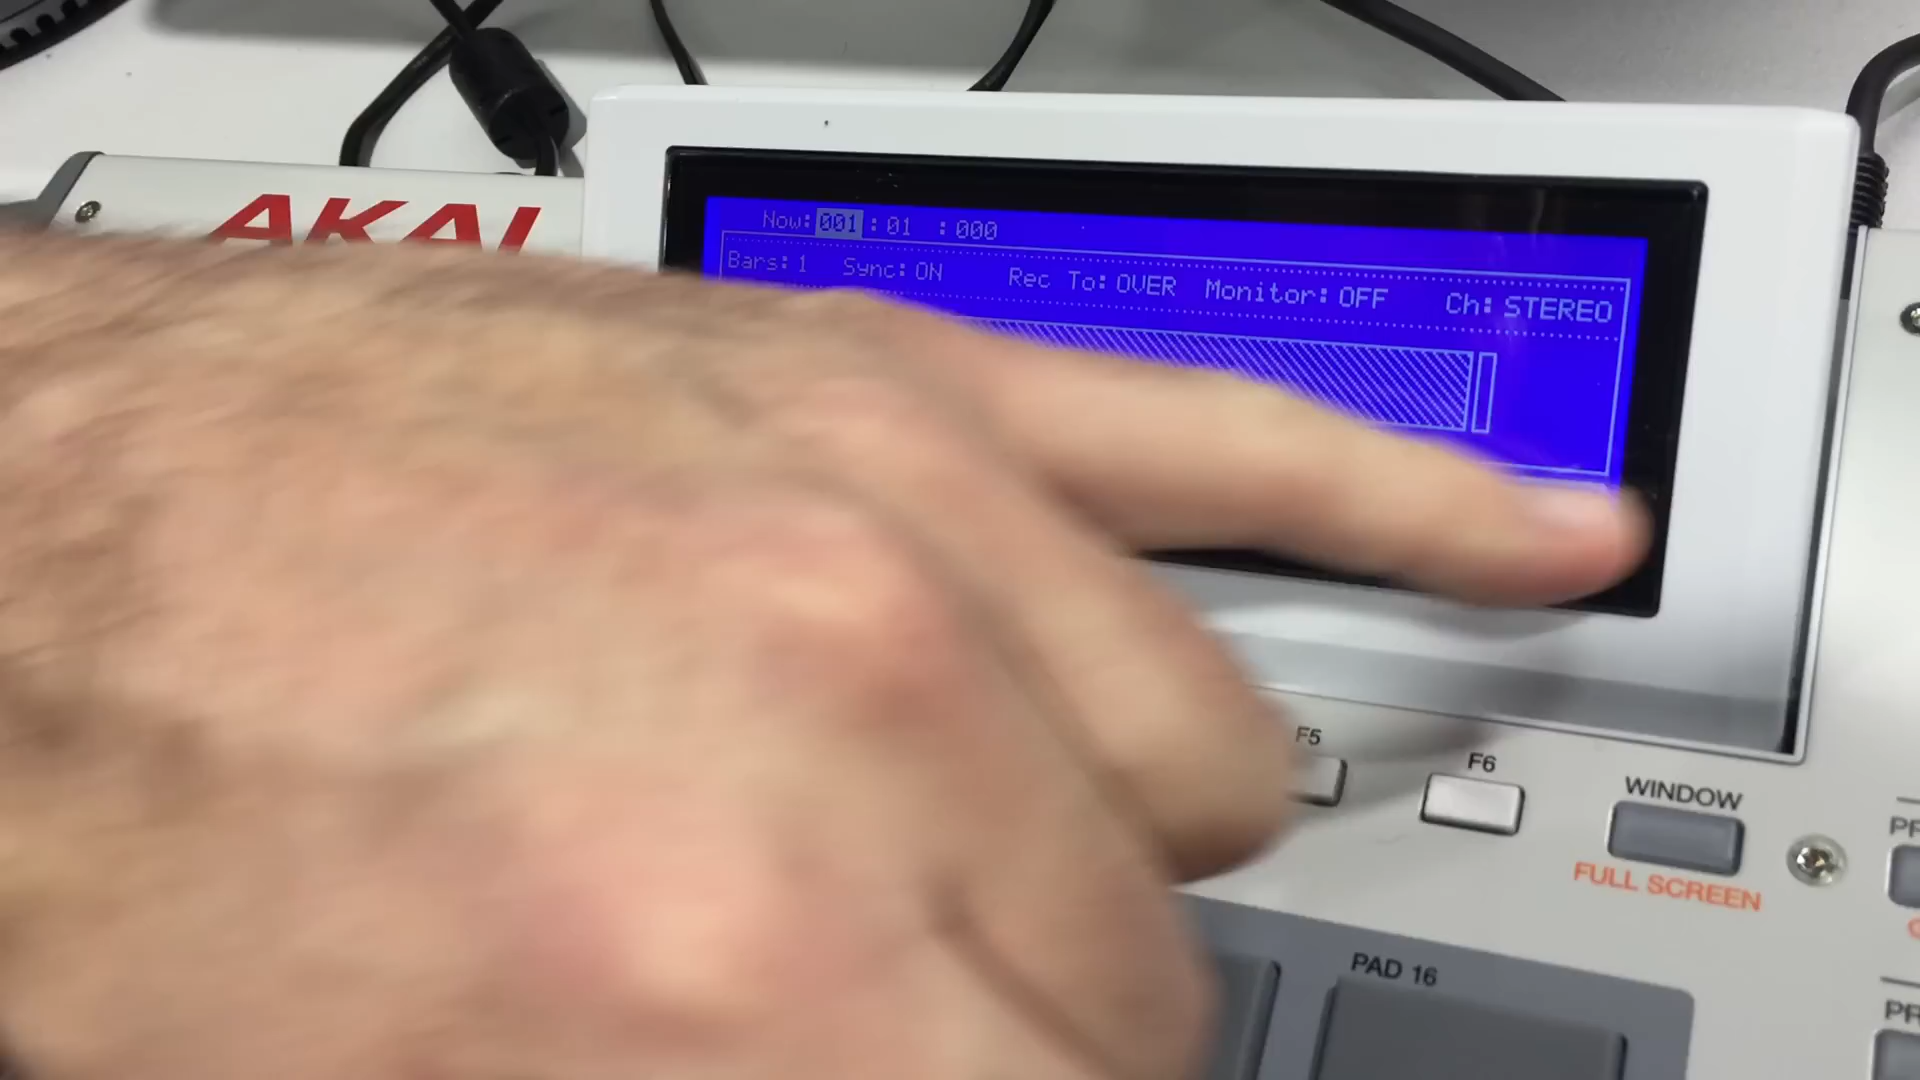 AKAI
Now:001:01 :000
Bars:1 Sync:ON Rec To:OVER Monitor:OFF Ch:STEREO
F5
F6
WINDOW
FULL SCREEN
PAD 16